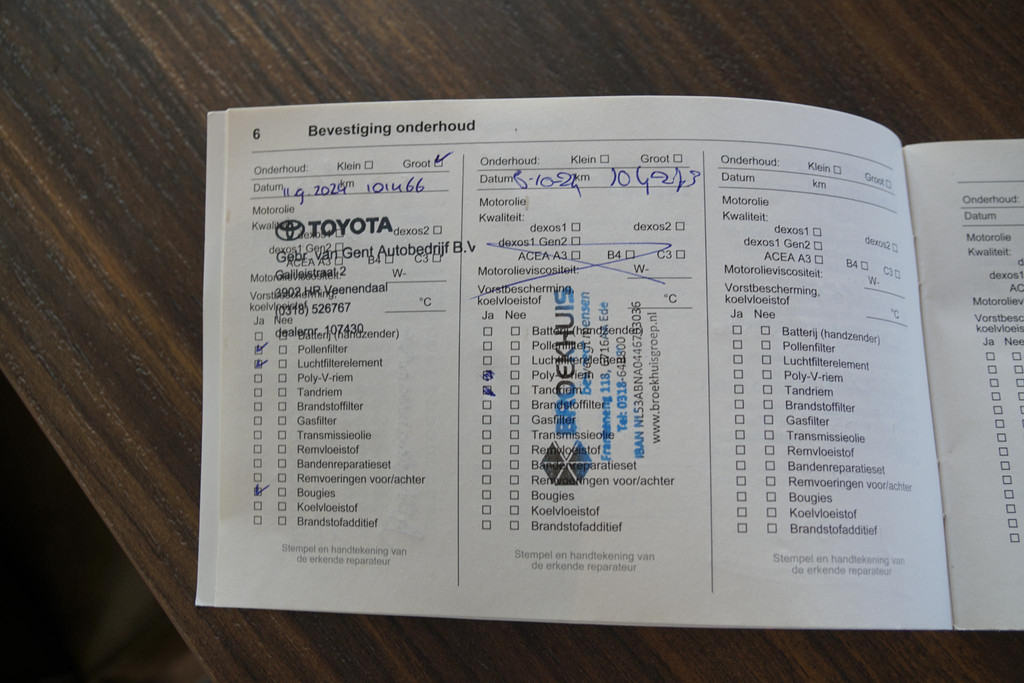 6 Bevestiging onderhoud
Onderhoud: Klein Groot
Datum 11.9.2024 km 101466
Motorolie
Kwaliteit:
TOYOTA
dexos1 dexos2
dexos1 Gen2
Gebr. van Gent Autobedrijf B.V
ACEA A3 B4 C3
Galileistraat 2
Motorolieviscositeit: W-
3902 HR Veenendaal
Vorstbescherming,
koelvloeistof °C
(0318) 526767
Ja Nee
dealernr. 107430
Batterij (handzender)
Pollenfilter
Luchtfilterelement
Poly-V-riem
Tandriem
Brandstoffilter
Gasfilter
Transmissieolie
Remvloeistof
Bandenreparatieset
Remvoeringen voor/achter
Bougies
Koelvloeistof
Brandstofadditief
Stempel en handtekening van
de erkende reparateur
Onderhoud: Klein Groot
Datum km
Motorolie
Kwaliteit:
dexos1 dexos2
dexos1 Gen2
ACEA A3 B4 C3
Motorolieviscositeit: W-
Vorstbescherming,
koelvloeistof °C
Ja Nee
Batterij (handzender)
Pollenfilter
Luchtfilterelement
Poly-V-riem
Tandriem
Brandstoffilter
Gasfilter
Transmissieolie
Remvloeistof
Bandenreparatieset
Remvoeringen voor/achter
Bougies
Koelvloeistof
Brandstofadditief
BROEKHUIS
beweegt mensen
118, Ede
Tel: 0318-
www.broekhuisgroep.nl
Stempel en handtekening van
de erkende reparateur
Onderhoud: Klein Groot
Datum km
Motorolie
Kwaliteit:
dexos1 dexos2
dexos1 Gen2
ACEA A3 B4 C3
Motorolieviscositeit: W-
Vorstbescherming,
koelvloeistof °C
Ja Nee
Batterij (handzender)
Pollenfilter
Luchtfilterelement
Poly-V-riem
Tandriem
Brandstoffilter
Gasfilter
Transmissieolie
Remvloeistof
Bandenreparatieset
Remvoeringen voor/achter
Bougies
Koelvloeistof
Brandstofadditief
Stempel en handtekening van
de erkende reparateur
Onderhoud:
Datum
Motorolie
Kwaliteit:
Ja Nee